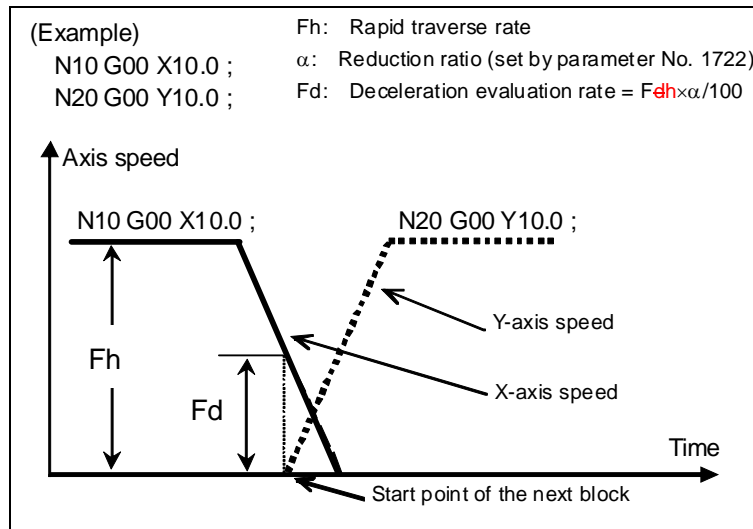 (Example)
N10 G00 X10.0 ;
N20 G00 Y10.0 ;
Fh: Rapid traverse rate
α: Reduction ratio (set by parameter No. 1722)
Fd: Deceleration evaluation rate = Fdh×α/100
Axis speed
N10 G00 X10.0 ;
N20 G00 Y10.0 ;
Y-axis speed
Fh
X-axis speed
Fd
Time
Start point of the next block